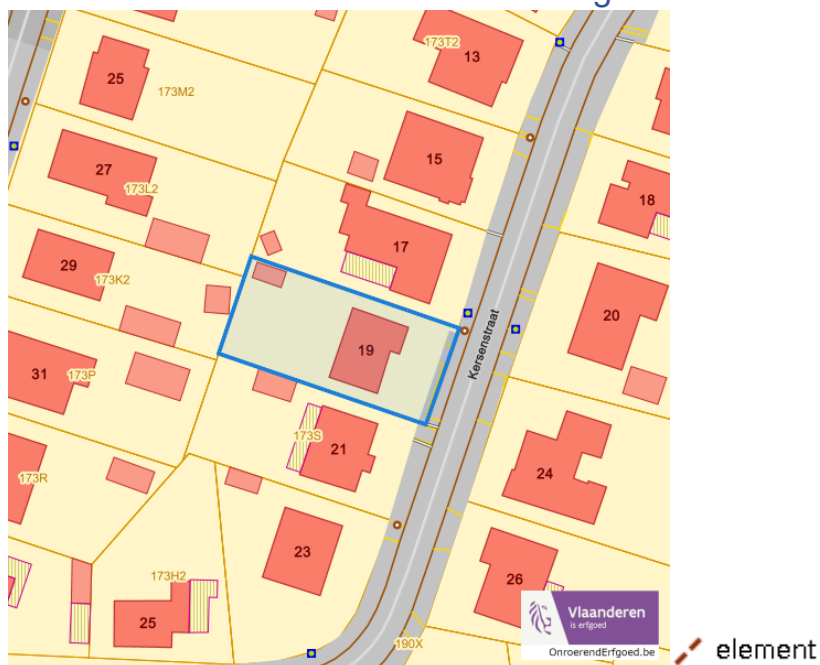 173T2
13
25
173M2
15
27
173L2
18
17
29
173K2
20
Kersenstraat
19
31
173P
173S
21
24
173R
23
26
173H2
25
190X
Vlaanderen
is erfgoed
OnroerendErfgoed.be
element